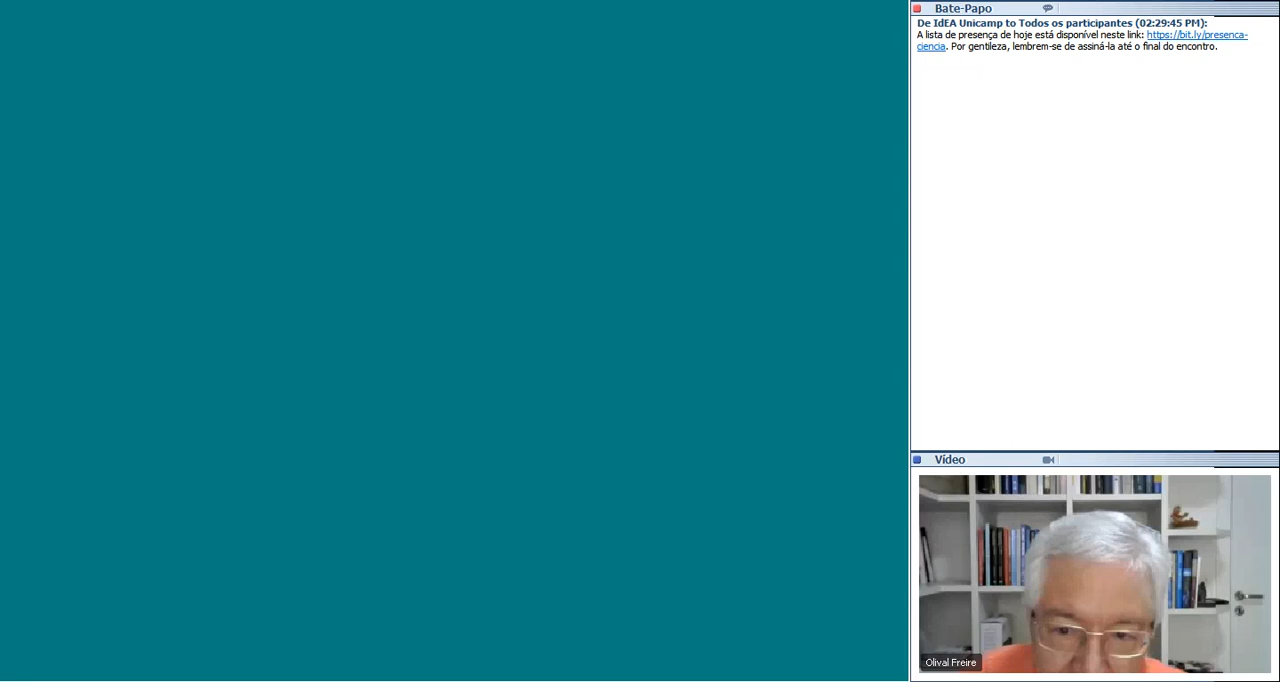 Bate-Papo
De IdEA Unicamp to Todos os participantes (02:29:45 PM):
A lista de presença de hoje está disponível neste link: https://bit.ly/presenca-
ciencia. Por gentileza, lembrem-se de assiná-la até o final do encontro.
Vídeo
Olival Freire